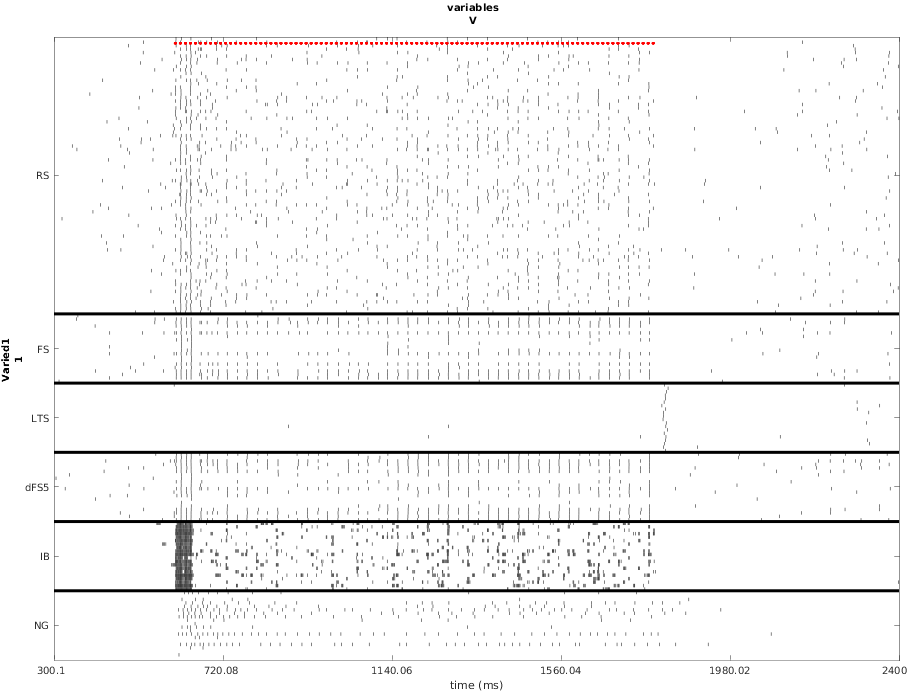 variables
V
RS
FS
LTS
dFS5
IB
NG
Varied1
1
300.1
720.08
1140.06
1560.04
1980.02
2400
time (ms)